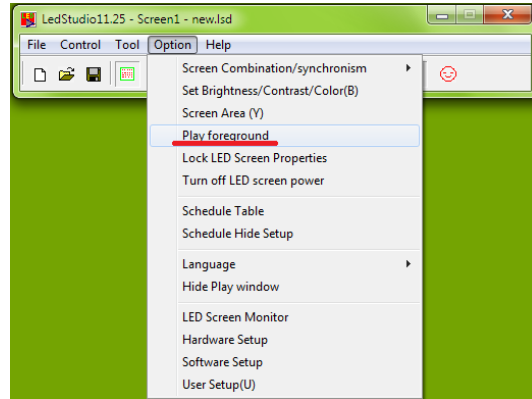 LedStudio11.25 - Screen1 - new.lsd
File Control Tool Option Help
Screen Combination/synchronism
Set Brightness/Contrast/Color(B)
Screen Area (Y)
Play foreground
Lock LED Screen Properties
Turn off LED screen power
Schedule Table
Schedule Hide Setup
Language
Hide Play window
LED Screen Monitor
Hardware Setup
Software Setup
User Setup(U)